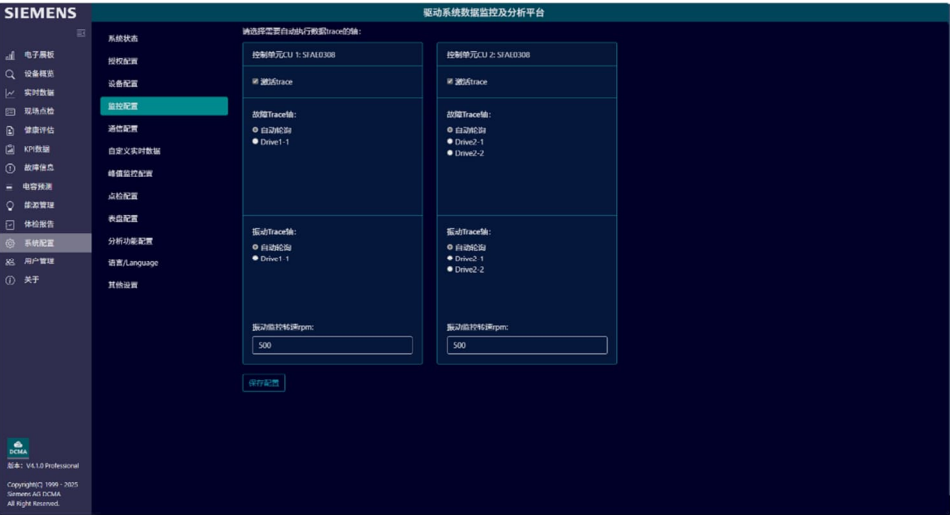 SIEMENS
驱动系统数据监控及分析平台
电子展板
设备概览
实时数据
现场点检
健康评估
KPI数据
故障信息
电容预测
能源管理
体检报告
系统配置
用户管理
关于
DCMA
版本: V4.1.0 Professional
Copyright(C) 1999 - 2025
Siemens AG DCMA
All Right Reserved.
系统状态
授权配置
设备配置
监控配置
通信配置
自定义实时数据
峰值监控配置
点检配置
表盘配置
分析功能配置
语言/Language
其他设置
请选择需要自动执行数据trace的轴:
控制单元CU 1: SFAE0308
激活trace
故障Trace轴:
自动轮询
Drive1-1
振动Trace轴:
自动轮询
Drive1-1
振动监控转速rpm:
500
控制单元CU 2: SFAE0308
激活trace
故障Trace轴:
自动轮询
Drive2-1
Drive2-2
振动Trace轴:
自动轮询
Drive2-1
Drive2-2
振动监控转速rpm:
500
保存配置